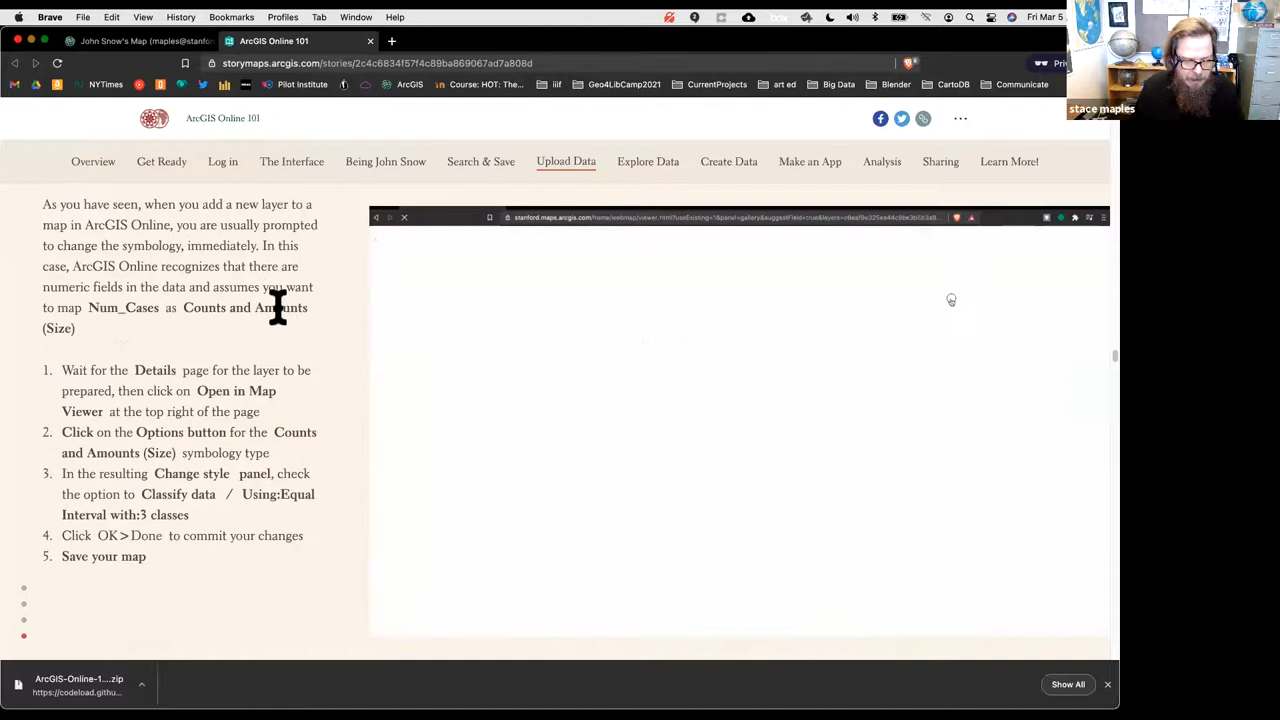 Brave File Edit View History Bookmarks Profiles Tab Window Help
Fri Mar 5
John Snow's Map (maples@stanfor
ArcGIS Online 101
storymaps.arcgis.com/stories/2c4c6834f57f4c89ba869067ad7a808d
NYTimes
Pilot Institute
ArcGIS
Course: HOT: The...
iiif
Geo4LibCamp2021
CurrentProjects
art ed
Big Data
Blender
CartoDB
Communicate
stace maples
ArcGIS Online 101
Overview Get Ready Log in The Interface Being John Snow Search & Save Upload Data Explore Data Create Data Make an App Analysis Sharing Learn More!
As you have seen, when you add a new layer to a
map in ArcGIS Online, you are usually prompted
to change the symbology, immediately. In this
case, ArcGIS Online recognizes that there are
numeric fields in the data and assumes you want
to map Num_Cases as Counts and Amounts
(Size)
1. Wait for the Details page for the layer to be
prepared, then click on Open in Map
Viewer at the top right of the page
2. Click on the Options button for the Counts
and Amounts (Size) symbology type
3. In the resulting Change style panel, check
the option to Classify data / Using:Equal
Interval with:3 classes
4. Click OK>Done to commit your changes
5. Save your map
ArcGIS-Online-1....zip
https://codeload.githu...
Show All